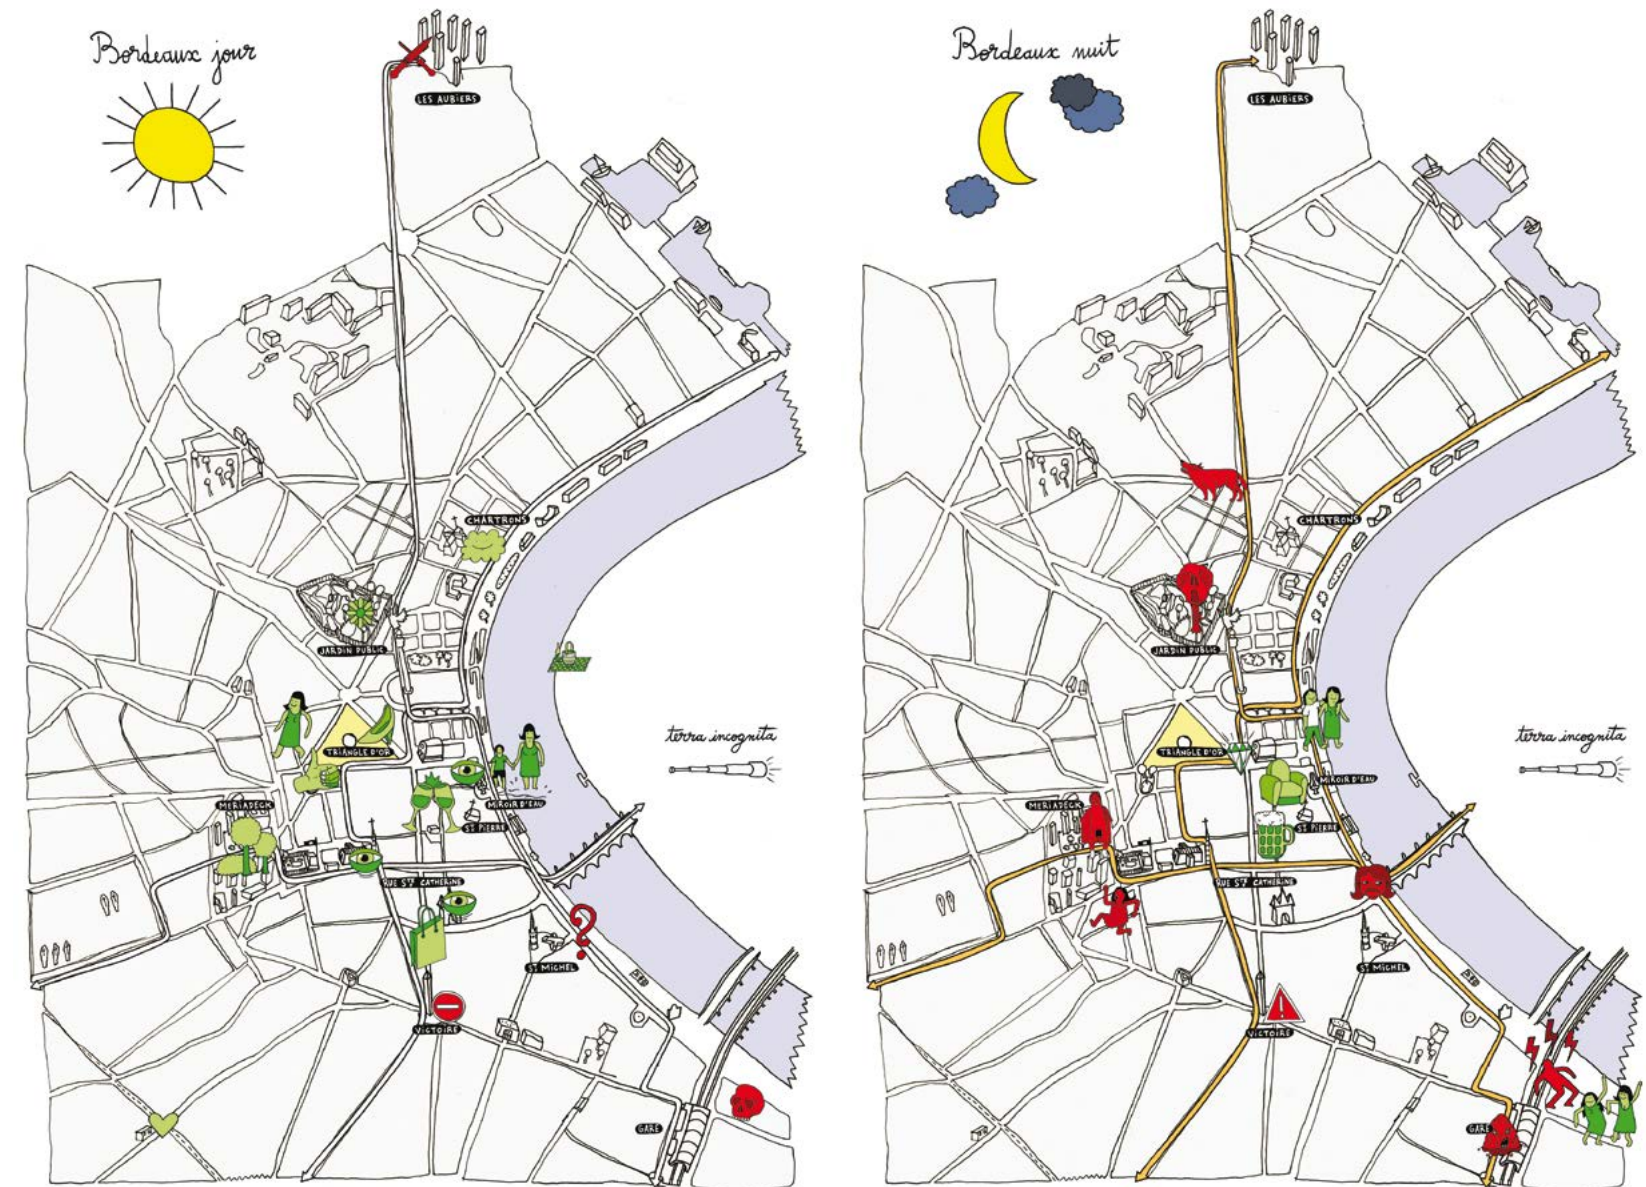 Bordeaux jour
LES AUBIERS
CHARTRONS
JARDIN PUBLIC
TRIANGLE D'OR
terra incognita
MERIADECK
MIROIR D'EAU
ST PIERRE
RUE STE CATHERINE
ST MICHEL
VICTOIRE
GARE
Bordeaux nuit
LES AUBIERS
CHARTRONS
JARDIN PUBLIC
TRIANGLE D'OR
terra incognita
MERIADECK
MIROIR D'EAU
ST PIERRE
RUE STE CATHERINE
ST MICHEL
VICTOIRE
GARE